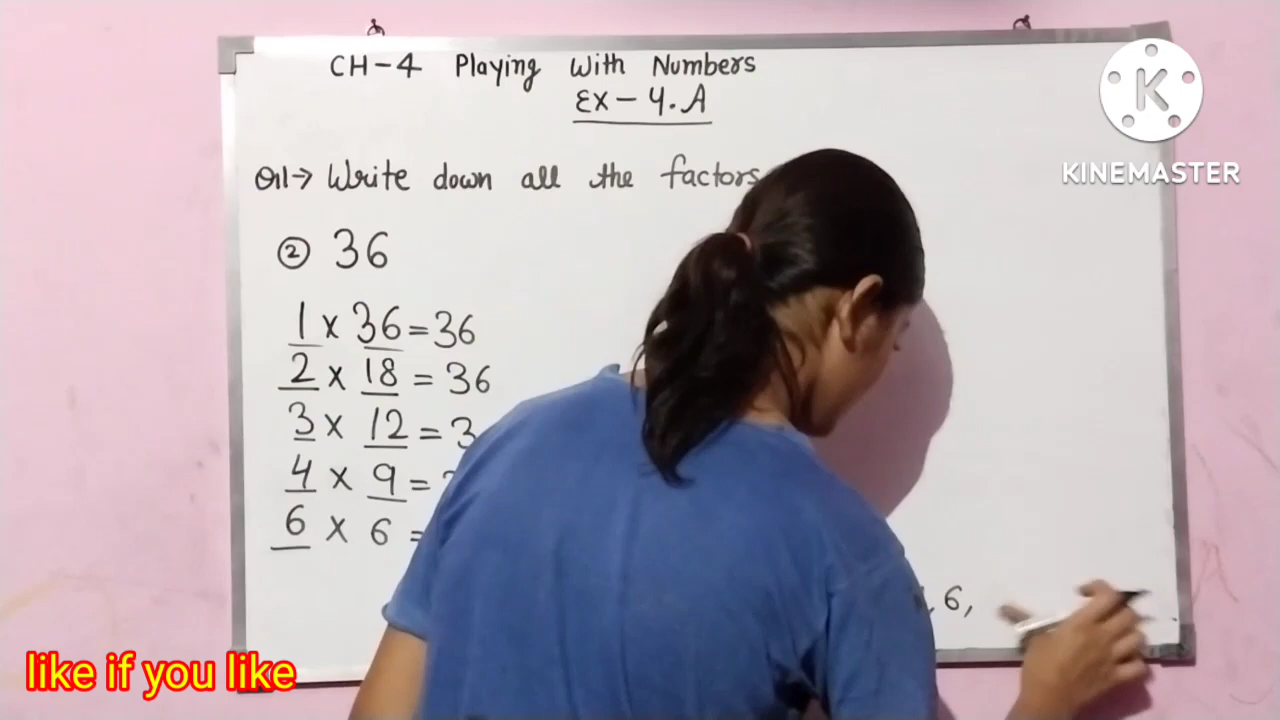 CH-4 Playing With Numbers
Ex-4.A
Q1→ Write down all the factors
② 36
1 x 36 = 36
2 x 18 = 36
3 x 12 = 3
4 x 9 =
6 x 6 =
, 6,
K
KINEMASTER
like if you like